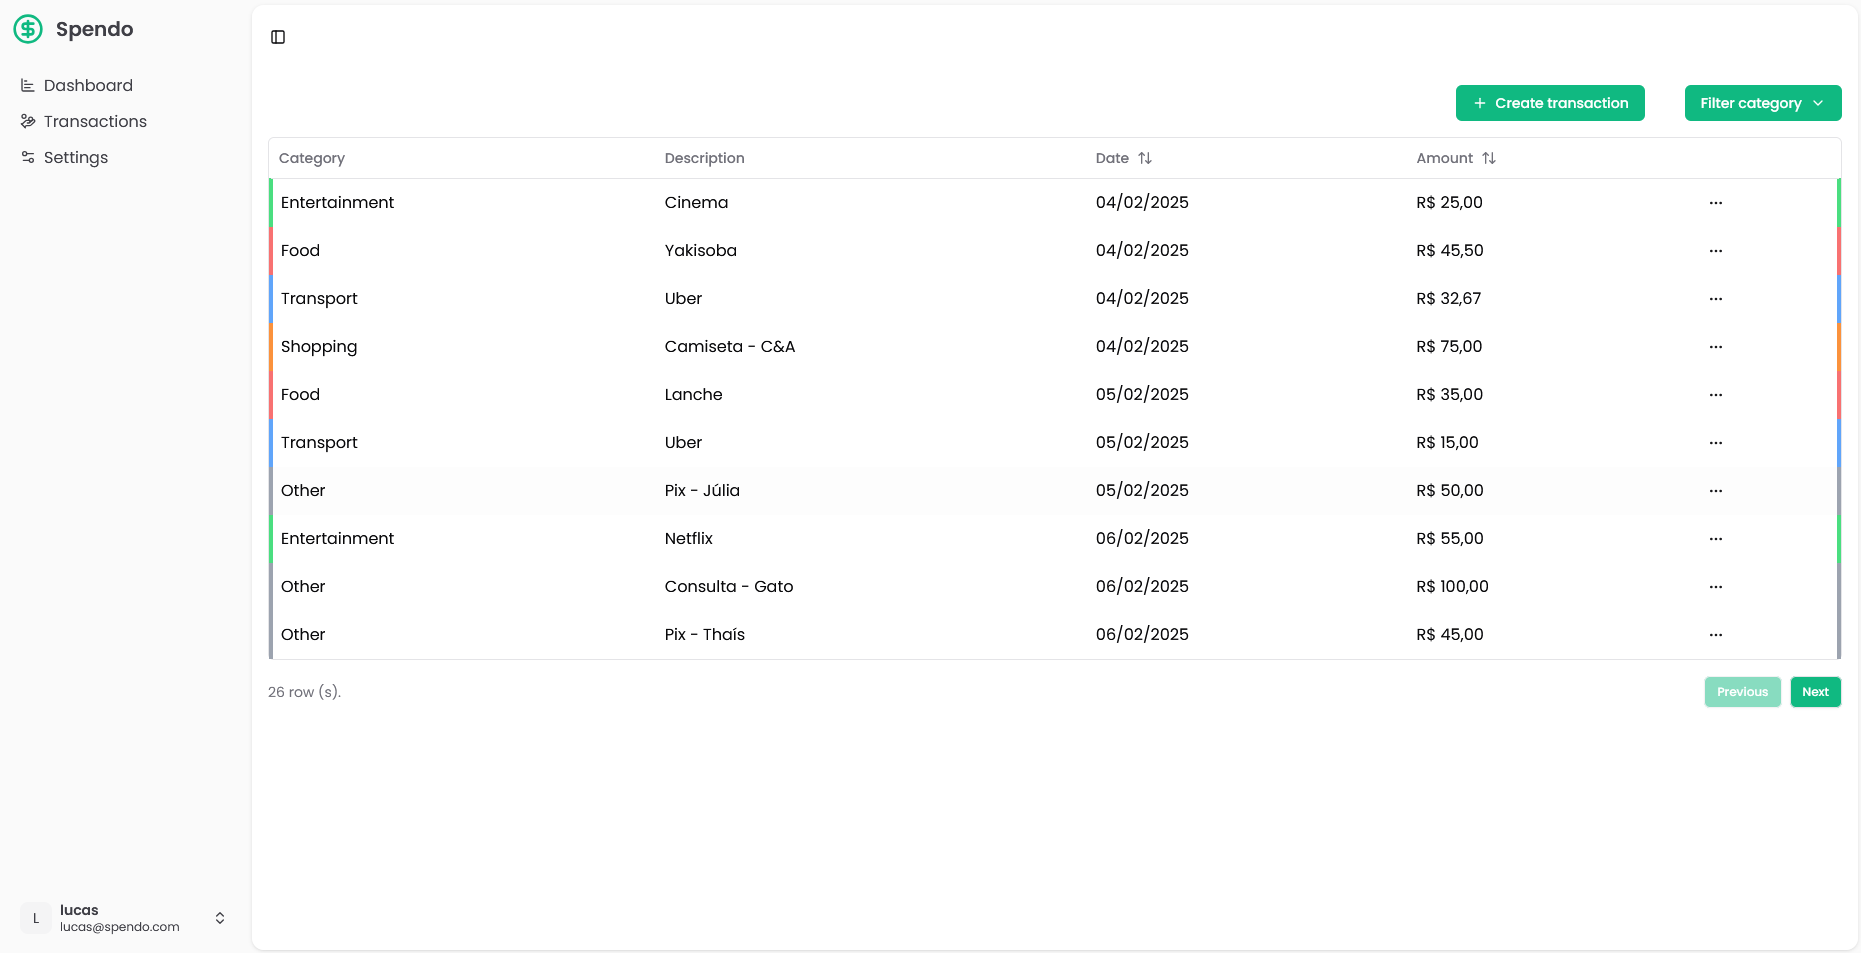 Spendo
Dashboard
Transactions
Settings
Create transaction
Filter category
Category Description Date Amount
Entertainment Cinema 04/02/2025 R$ 25,00
Food Yakisoba 04/02/2025 R$ 45,50
Transport Uber 04/02/2025 R$ 32,67
Shopping Camiseta - C&A 04/02/2025 R$ 75,00
Food Lanche 05/02/2025 R$ 35,00
Transport Uber 05/02/2025 R$ 15,00
Other Pix - Júlia 05/02/2025 R$ 50,00
Entertainment Netflix 06/02/2025 R$ 55,00
Other Consulta - Gato 06/02/2025 R$ 100,00
Other Pix - Thaís 06/02/2025 R$ 45,00
26 row (s).
Previous
Next
L
lucas
lucas@spendo.com